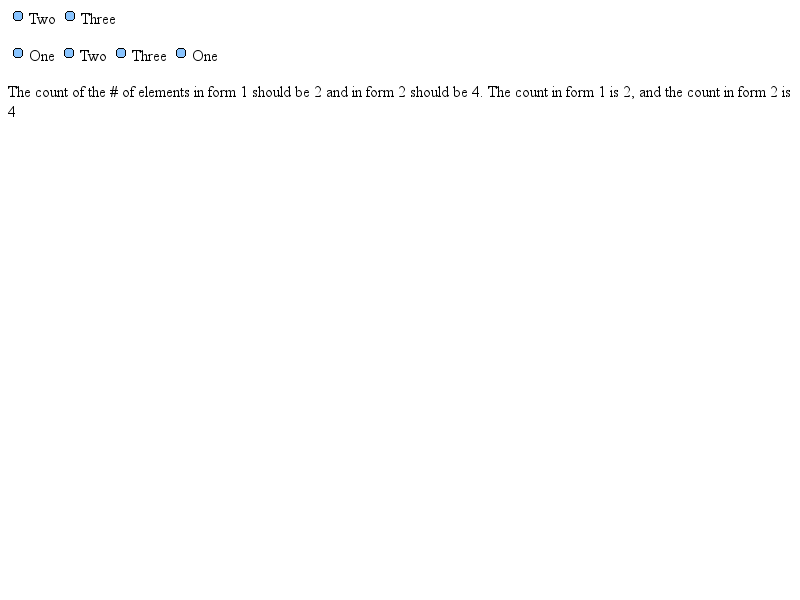 Two Three
One Two Three One
The count of the # of elements in form 1 should be 2 and in form 2 should be 4. The count in form 1 is 2, and the count in form 2 is
4